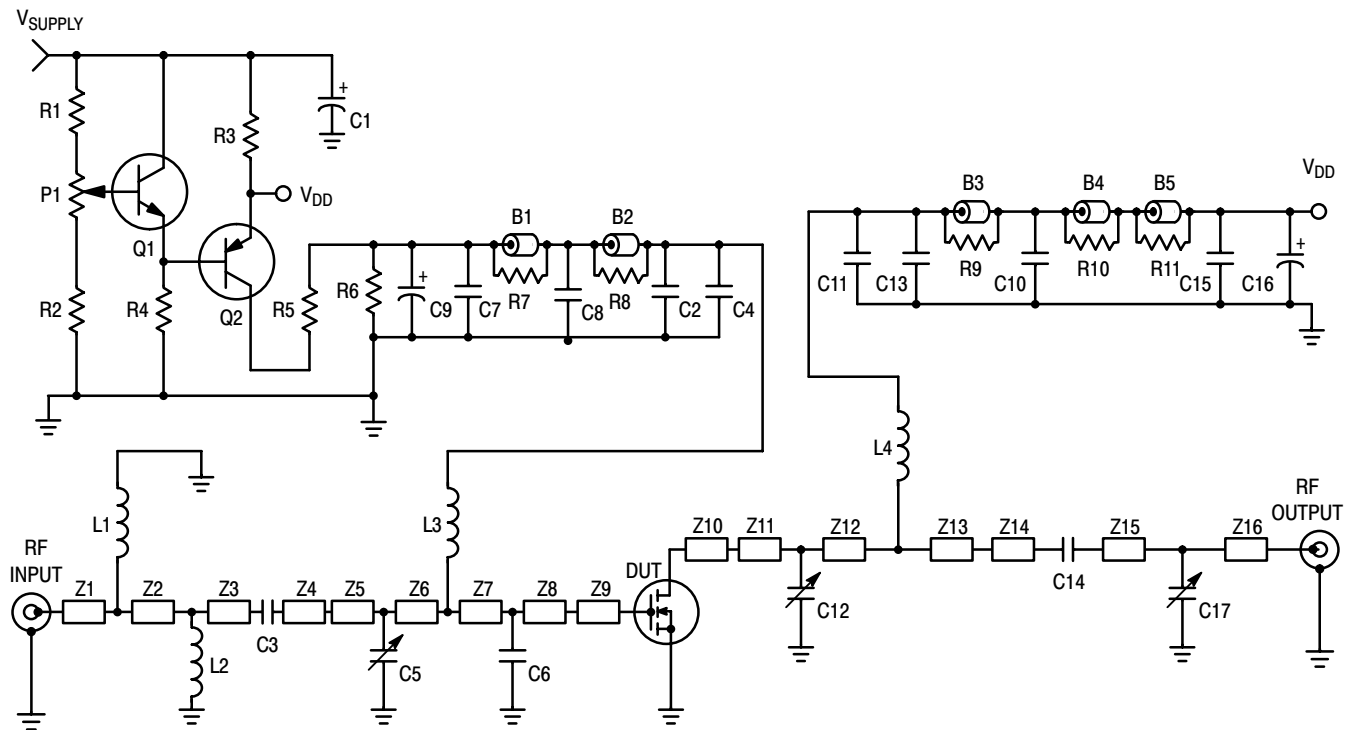 VSUPPLY
R1
R3
+
C1
P1
VDD
Q1
R2
R4
Q2
R5
R6
+
C9
C7
B1
R7
C8
B2
R8
C2
C4
C11
C13
B3
R9
C10
B4
R10
B5
R11
C15
+
C16
VDD
L1
L3
L4
RF
INPUT
Z1
Z2
Z3
C3
Z4
Z5
Z6
Z7
Z8
Z9
L2
C5
C6
DUT
Z10
Z11
Z12
C12
Z13
Z14
C14
Z15
C17
Z16
RF
OUTPUT